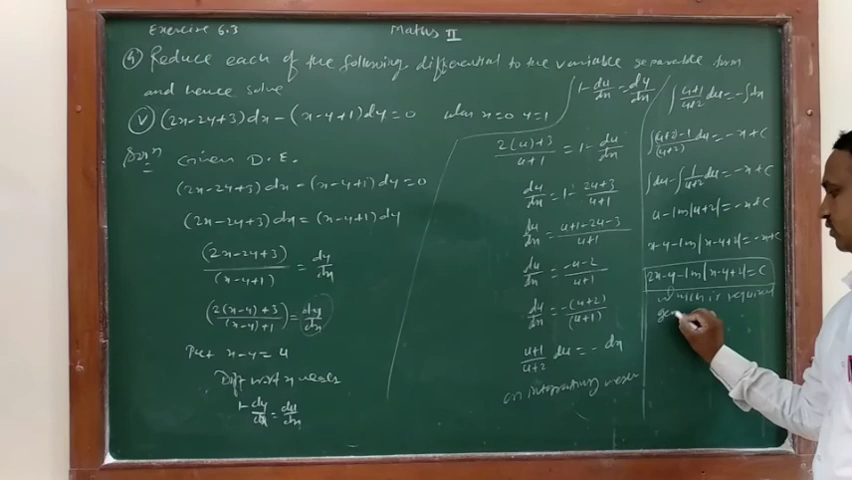 Exercise 6.3
Maths II
(4) Reduce each of the following differential to the variable separable form
and hence solve
(V) (2x-2y+3)dx-(x-y+1)dy=0 when x=0 y=1
Solⁿ Given D.E.
(2x-2y+3)dx-(x-y+1)dy=0
(2x-2y+3)dx=(x-y+1)dy
(2x-2y+3)/(x-y+1)=dy/dx
(2(x-y)+3)/((x-y)+1)=dy/dx
Put x-y=u
Diff w.r.t x
1-dy/dx=du/dx
1-du/dx=dy/dx
2(u)+3/u+1=1-du/dx
du/dx=1-2u+3/u+1
du/dx=u+1-2u-3/u+1
du/dx=-u-2/u+1
du/dx=-(u+2)/(u+1)
u+1/u+2 du=-dx
on integrating
∫(u+1)/(u+2) du=-∫dx
∫(u+2)-1/(u+2) du=-x+C
∫du-∫1/u+2 du=-x+C
u-ln|u+2|=-x+C
x-y-ln|x-y+2|=-x+C
2x-y-ln|x-y+2|=C
which is required
gen